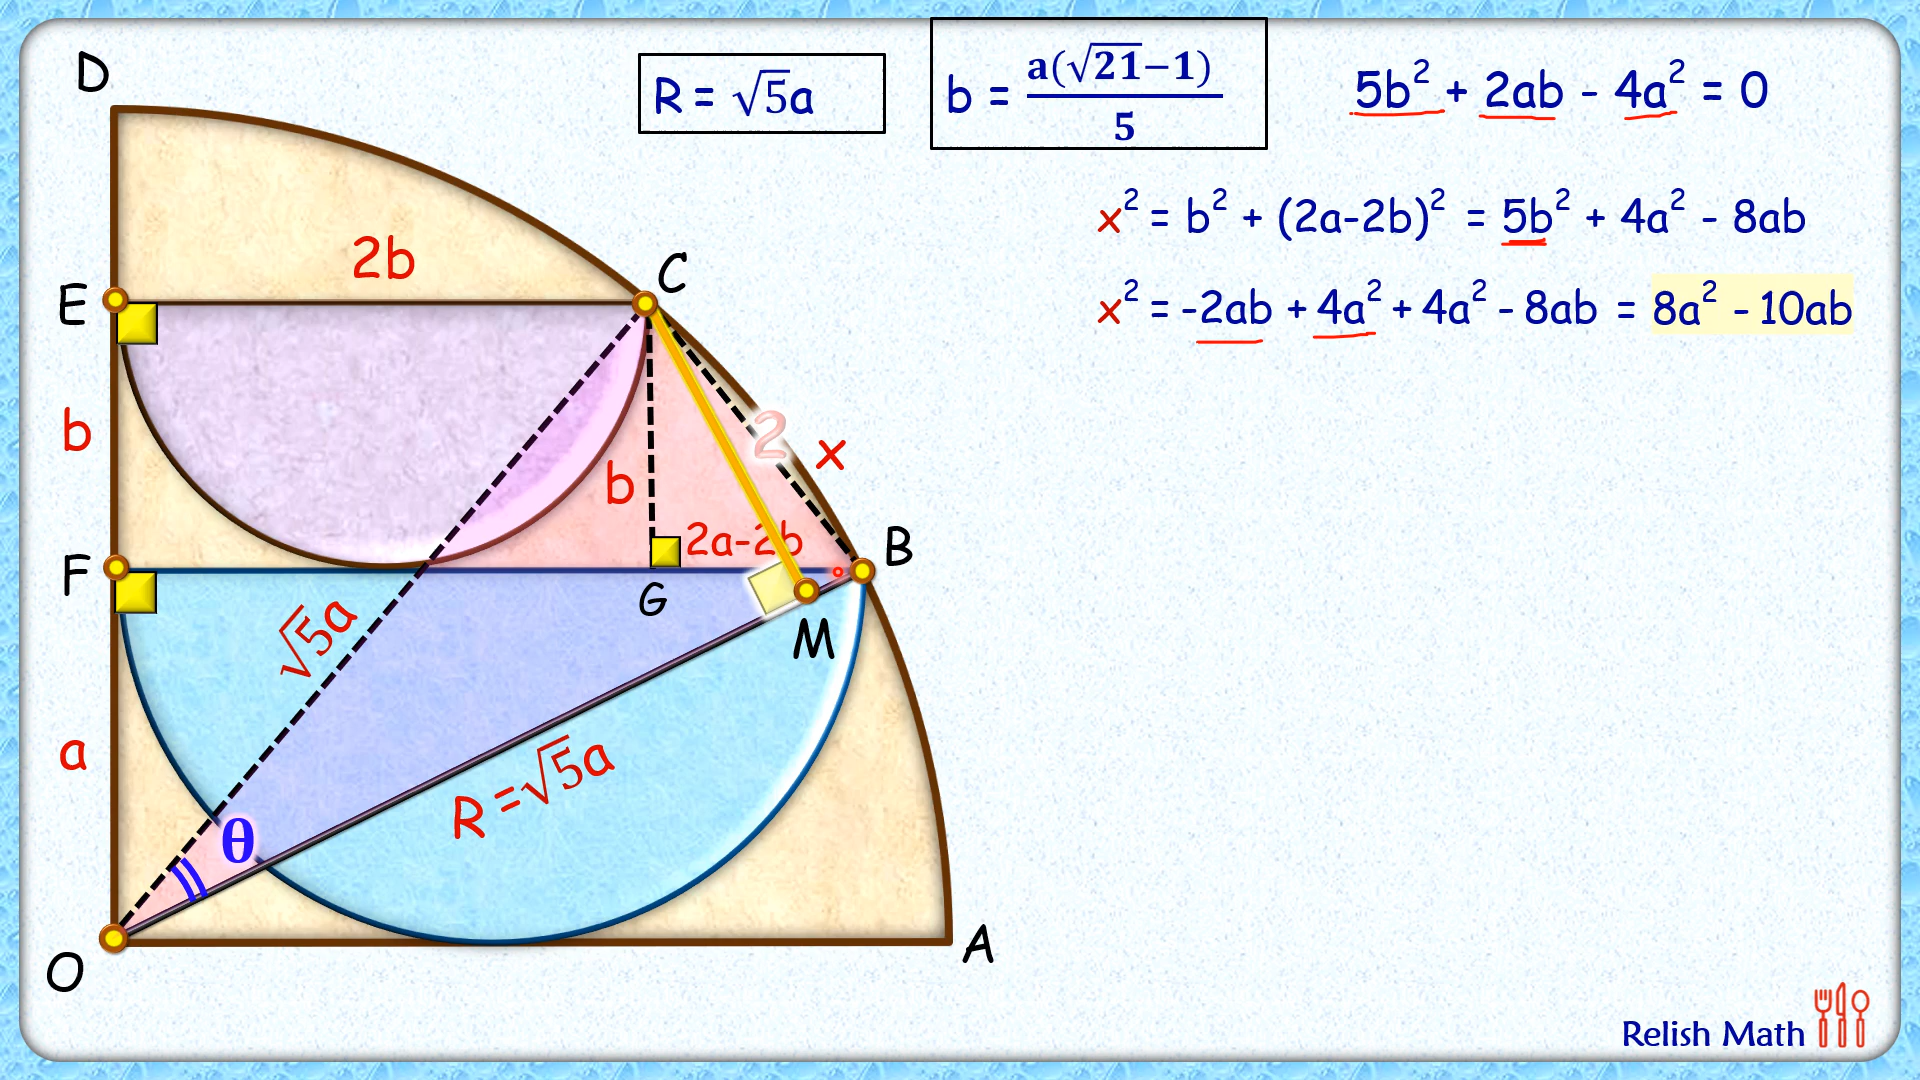 D
R = √5a
b = a(√21−1)/5
5b² + 2ab - 4a² = 0
x² = b² + (2a-2b)² = 5b² + 4a² - 8ab
x² = -2ab + 4a² + 4a² - 8ab = 8a² - 10ab
2b
E
C
b
b
2
x
2a-2b
F
B
G
M
√5a
a
R =√5a
θ
O
A
Relish Math